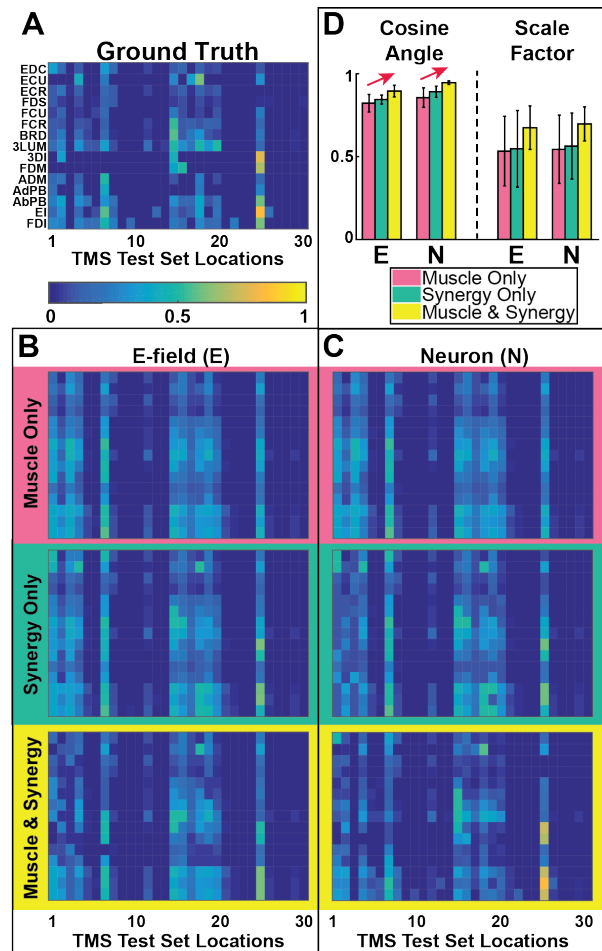 A
Ground Truth
EDC
ECU
ECR
FDS
FCU
FCR
BRD
3LUM
3DI
FDM
ADM
AdPB
AbPB
EI
FDI
1
10
20
30
TMS Test Set Locations
0
0.5
1
D
Cosine
Angle
Scale
Factor
1
0.5
0
E
N
E
N
Muscle Only
Synergy Only
Muscle & Synergy
B
E-field (E)
C
Neuron (N)
Muscle Only
Synergy Only
Muscle & Synergy
1
10
20
30
TMS Test Set Locations
1
10
20
30
TMS Test Set Locations